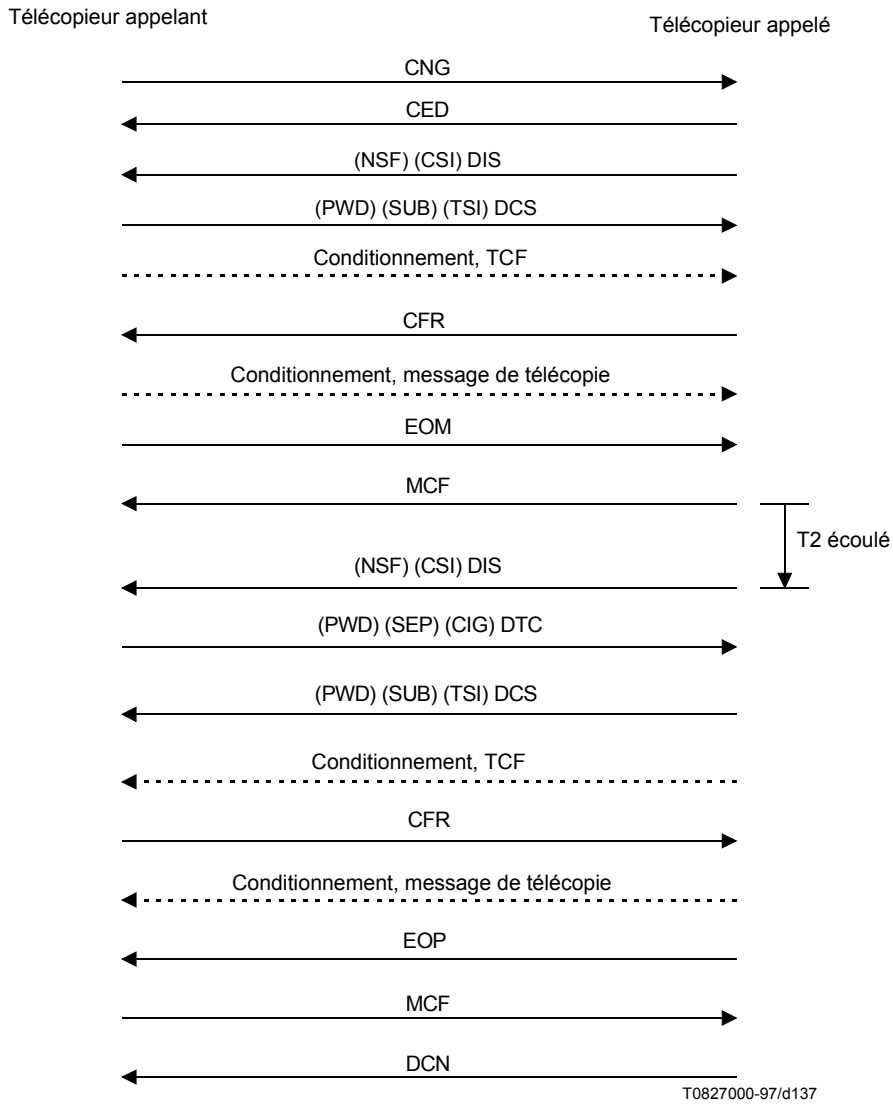 Télécopieur appelant
Télécopieur appelé
CNG
CED
(NSF) (CSI) DIS
(PWD) (SUB) (TSI) DCS
Conditionnement, TCF
CFR
Conditionnement, message de télécopie
EOM
MCF
T2 écoulé
(NSF) (CSI) DIS
(PWD) (SEP) (CIG) DTC
(PWD) (SUB) (TSI) DCS
Conditionnement, TCF
CFR
Conditionnement, message de télécopie
EOP
MCF
DCN
T0827000-97/d137